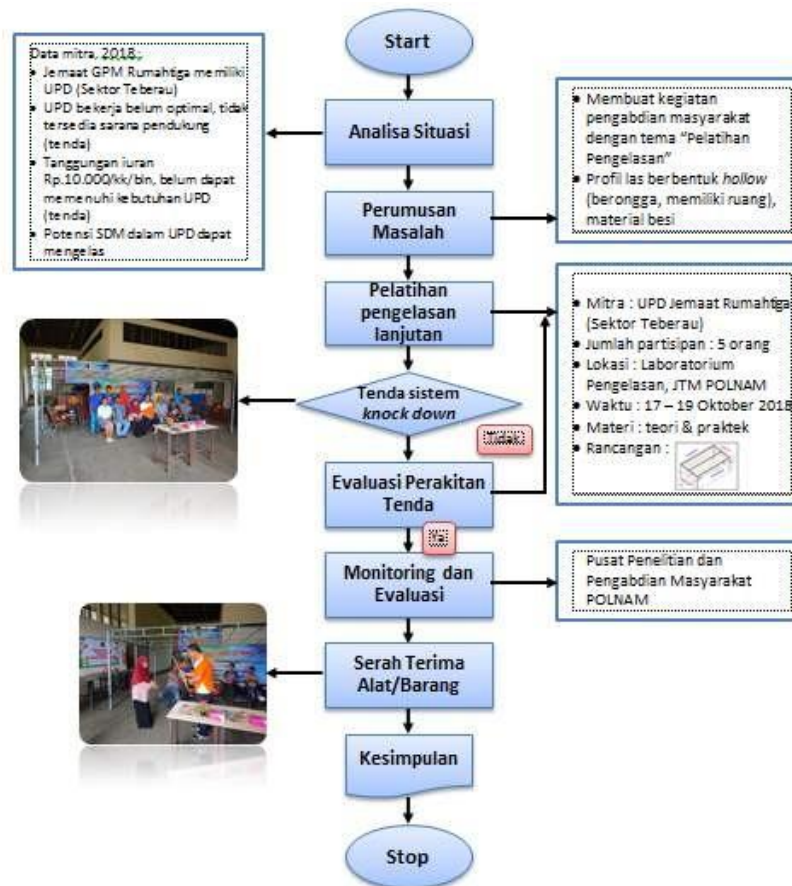 Start
Data mitra, 2018 :
• Jemaat GPM Rumahtiga memiliki
UPD (Sektor Teberau)
• UPD bekerja belum optimal, tidak
tersedia sarana pendukung
(tenda)
• Tanggungan iuran
Rp.10.000/kk/bln, belum dapat
memenuhi kebutuhan UPD
(tenda)
• Potensi SDM dalam UPD dapat
mengelas
Analisa Situasi
• Membuat kegiatan
pengabdian masyarakat
dengan tema “Pelatihan
Pengelasan”
• Profil las berbentuk hollow
(berongga, memiliki ruang),
material besi
Perumusan
Masalah
Pelatihan
pengelasan
lanjutan
• Mitra : UPD Jemaat Rumahtiga
(Sektor Teberau)
• Jumlah partisipan : 5 orang
• Lokasi : Laboratorium
Pengelasan, JTM POLNAM
• Waktu : 17 – 19 Oktober 2018
• Materi : teori & praktek
• Rancangan :
Tenda sistem
knock down
Tidak
Evaluasi Perakitan
Tenda
Ya
Monitoring dan
Evaluasi
Pusat Penelitian dan
Pengabdian Masyarakat
POLNAM
Serah Terima
Alat/Barang
Kesimpulan
Stop